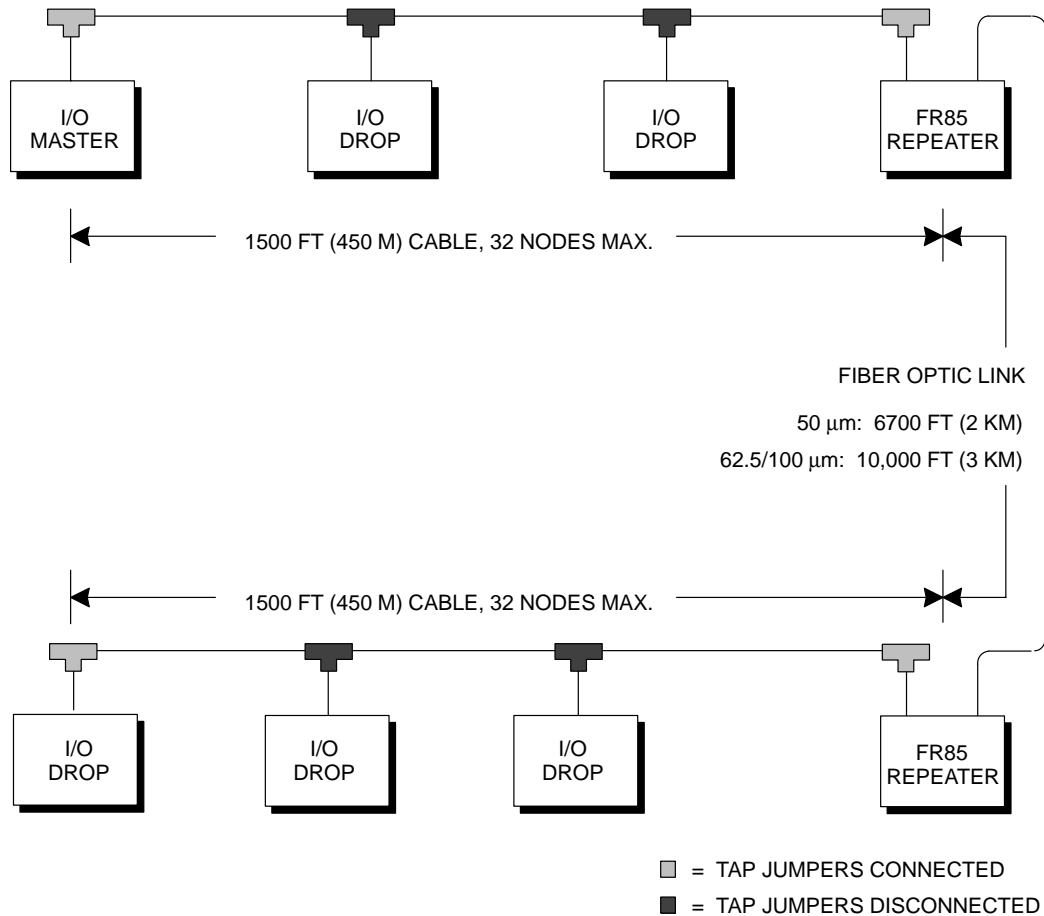 I/O
MASTER
I/O
DROP
I/O
DROP
FR85
REPEATER
1500 FT (450 M) CABLE, 32 NODES MAX.
FIBER OPTIC LINK
50 µm: 6700 FT (2 KM)
62.5/100 µm: 10,000 FT (3 KM)
1500 FT (450 M) CABLE, 32 NODES MAX.
I/O
DROP
I/O
DROP
I/O
DROP
FR85
REPEATER
= TAP JUMPERS CONNECTED
= TAP JUMPERS DISCONNECTED